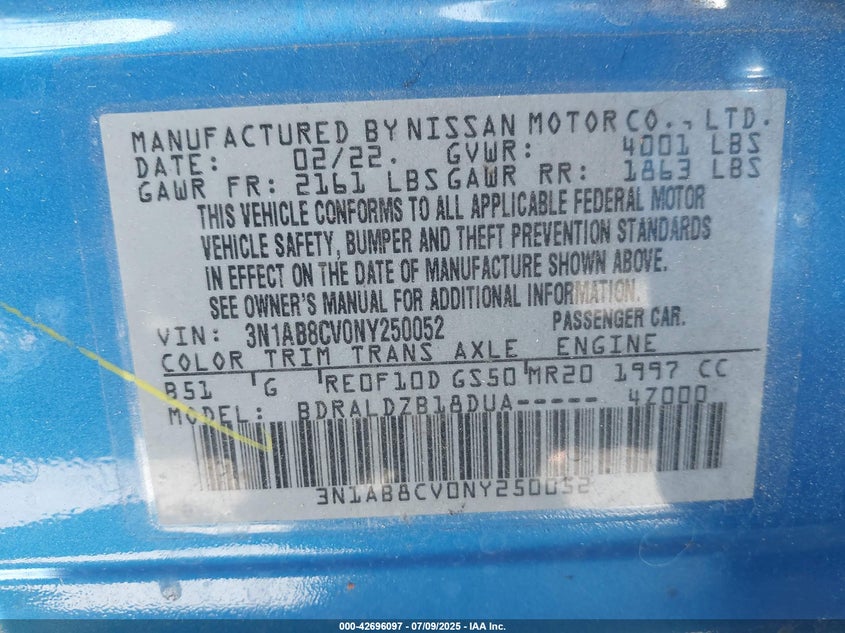 MANUFACTURED BY NISSAN MOTOR CO., LTD.
DATE: 02/22. GVWR: 4001 LBS
GAWR FR: 2161 LBS GAWR RR: 1863 LBS
THIS VEHICLE CONFORMS TO ALL APPLICABLE FEDERAL MOTOR
VEHICLE SAFETY, BUMPER AND THEFT PREVENTION STANDARDS
IN EFFECT ON THE DATE OF MANUFACTURE SHOWN ABOVE.
SEE OWNER'S MANUAL FOR ADDITIONAL INFORMATION.
VIN: 3N1AB8CV0NY250052 PASSENGER CAR.
COLOR TRIM TRANS AXLE ENGINE
B51 G RE0F10D GS50 MR20 1997 CC
MODEL: BDRALDZB18DUA----- 4Z000
3N1AB8CV0NY250052
000-42696097 - 07/09/2025 - IAA Inc.